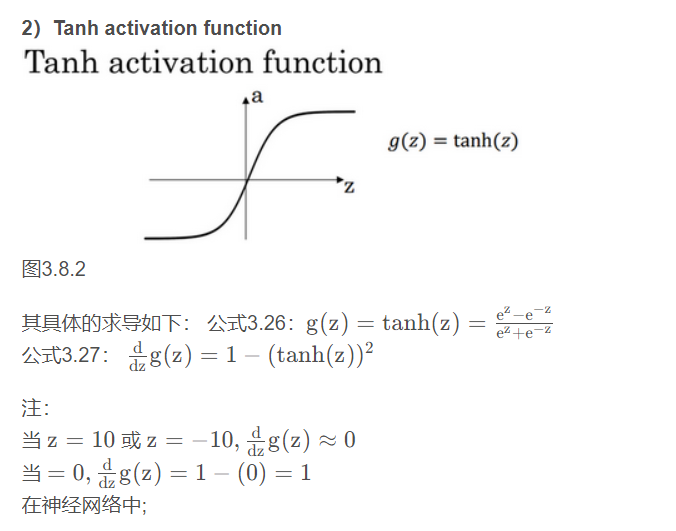 2）Tanh activation function
Tanh activation function
a
g(z) = tanh(z)
z
图3.8.2
其具体的求导如下： 公式3.26：g(z) = tanh(z) = \frac{e^z − e^{−z}}{e^z + e^{−z}}
公式3.27： \frac{d}{dz}g(z) = 1 − (tanh(z))^2
注：
当 z = 10 或 z = −10, \frac{d}{dz}g(z) ≈ 0
当 = 0, \frac{d}{dz}g(z) = 1 − (0) = 1
在神经网络中;